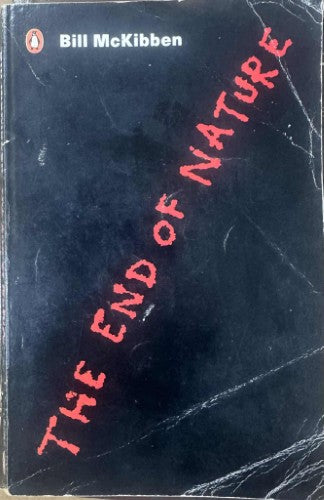 Bill McKibben
THE END OF NATURE